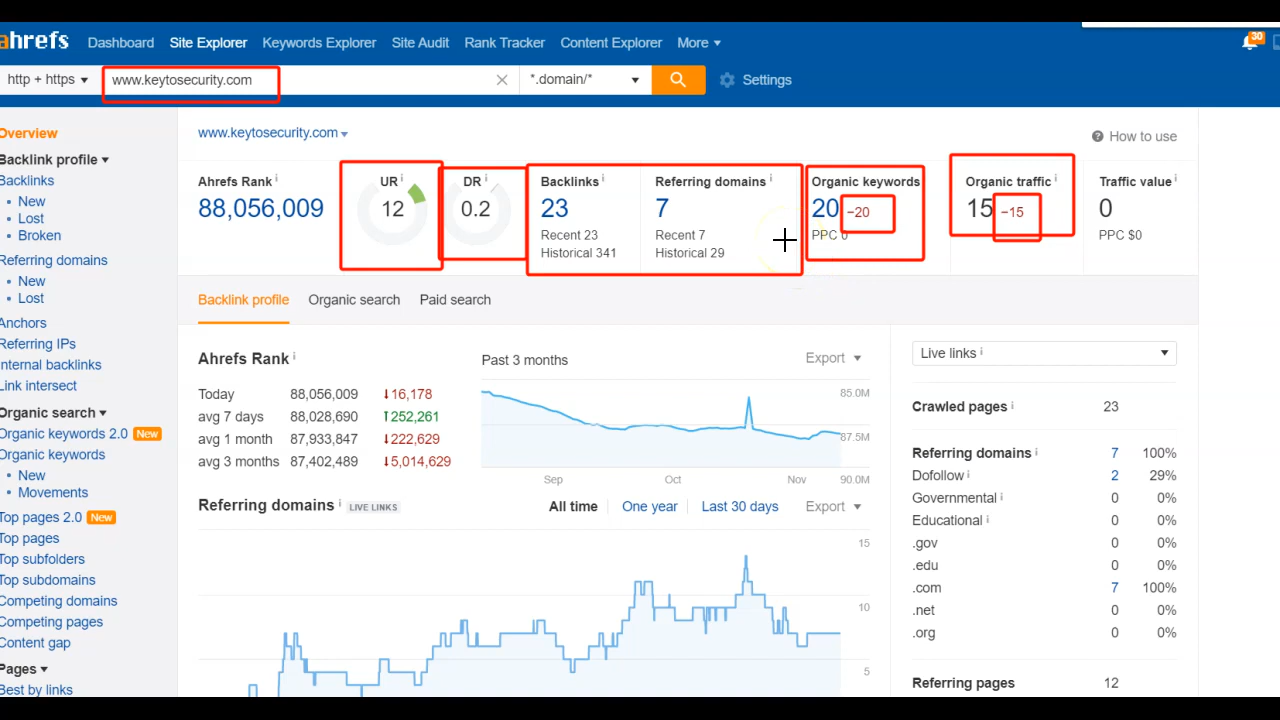 ahrefs Dashboard Site Explorer Keywords Explorer Site Audit Rank Tracker Content Explorer More 30
http + https www.keytosecurity.com *.domain/* Settings
Overview
Backlink profile
Backlinks
New
Lost
Broken
Referring domains
New
Lost
Anchors
Referring IPs
nternal backlinks
Link intersect
Organic search
Organic keywords 2.0 New
Organic keywords
New
Movements
Top pages 2.0 New
Top pages
Top subfolders
Top subdomains
Competing domains
Competing pages
Content gap
Pages
Best by links
www.keytosecurity.com
How to use
Ahrefs Rank
88,056,009
UR
12
DR
0.2
Backlinks
23
Recent 23
Historical 341
Referring domains
7
Recent 7
Historical 29
Organic keywords
20 −20
PPC 0
Organic traffic
15 −15
Traffic value
0
PPC $0
Backlink profile Organic search Paid search
Ahrefs Rank
Today 88,056,009 ↓16,178
avg 7 days 88,028,690 ↑252,261
avg 1 month 87,933,847 ↓222,629
avg 3 months 87,402,489 ↓5,014,629
Past 3 months Export
85.0M
87.5M
90.0M
Sep Oct Nov
Referring domains LIVE LINKS All time One year Last 30 days Export
15
10
5
Live links
Crawled pages 23
Referring domains 7 100%
Dofollow 2 29%
Governmental 0 0%
Educational 0 0%
.gov 0 0%
.edu 0 0%
.com 7 100%
.net 0 0%
.org 0 0%
Referring pages 12